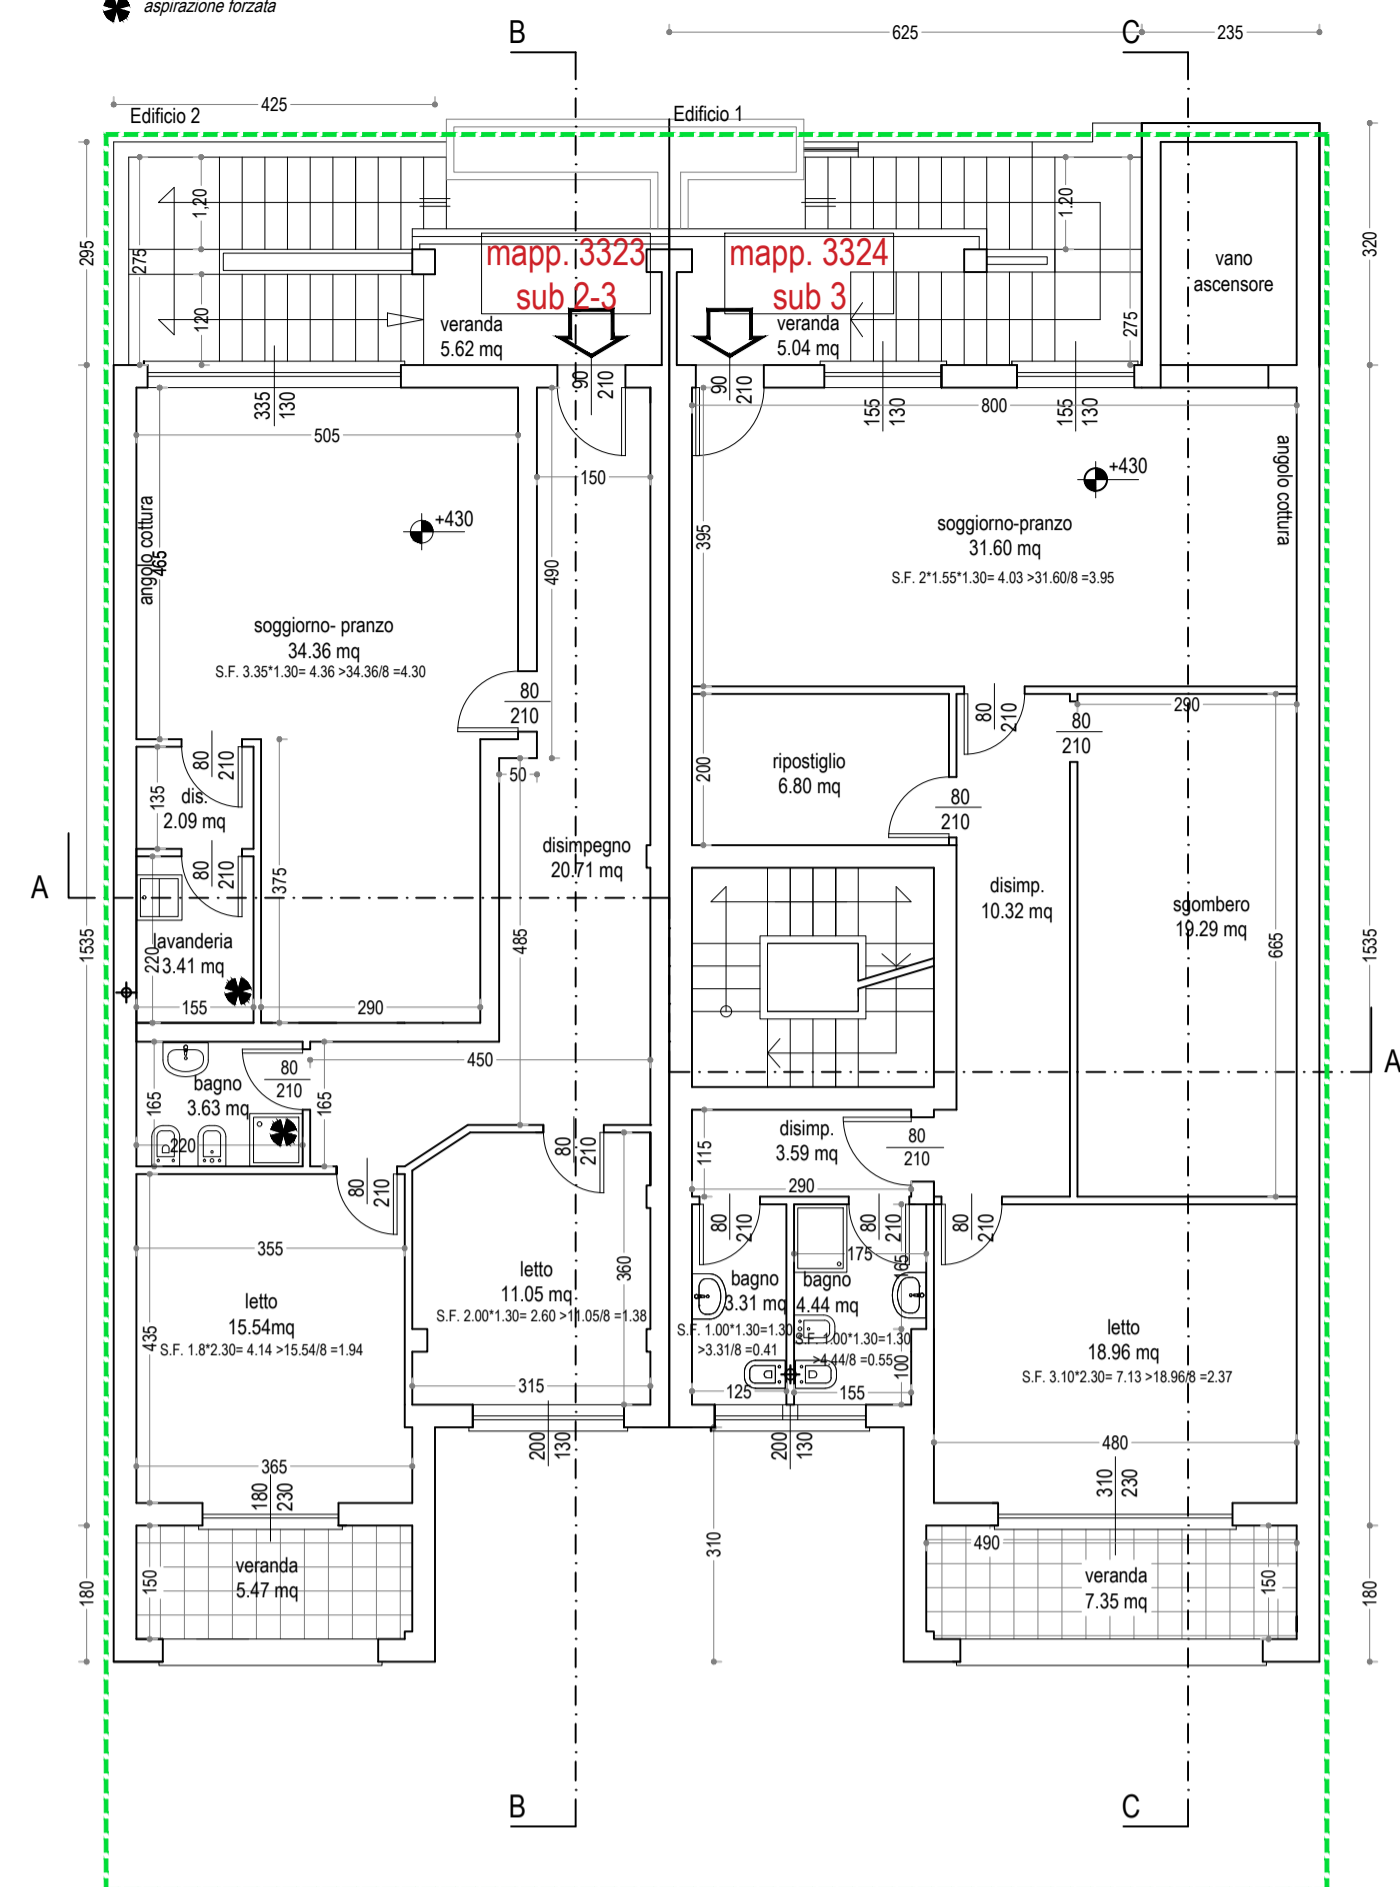 aspirazione forzata
B
C
625
235
425
Edificio 2
Edificio 1
295
275
1,20
120
1.20
275
320
mapp. 3323
sub 2-3
mapp. 3324
sub 3
veranda
5.62 mq
veranda
5.04 mq
vano
ascensore
335
130
90
210
90
210
155
130
155
130
800
505
150
+430
+430
angolo cottura
465
490
395
angolo cottura
soggiorno-pranzo
31.60 mq
S.F. 2*1.55*1.30= 4.03 >31.60/8 =3.95
soggiorno- pranzo
34.36 mq
S.F. 3.35*1.30= 4.36 >34.36/8 =4.30
80
210
80
210
80
210
290
80
210
50
200
ripostiglio
6.80 mq
80
210
135
dis.
2.09 mq
80
210
375
disimpegno
20.71 mq
A
disimp.
10.32 mq
sgombero
19.29 mq
1535
lavanderia
3.41 mq
220
485
665
1535
155
290
450
A
bagno
3.63 mq
80
210
165
165
220
80
210
80
210
disimp.
3.59 mq
115
290
80
210
80
210
80
210
80
210
355
letto
15.54mq
S.F. 1.8*2.30= 4.14 >15.54/8 =1.94
435
letto
11.05 mq
S.F. 2.00*1.30= 2.60 >11.05/8 =1.38
360
315
175
165
bagno
3.31 mq
S.F. 1.00*1.30=1.30
>3.31/8 =0.41
bagno
4.44 mq
S.F. 1.00*1.30=1.30
>4.44/8 =0.55
100
125
155
letto
18.96 mq
S.F. 3.10*2.30= 7.13 >18.96/8 =2.37
480
365
180
230
200
130
200
130
310
230
310
490
veranda
5.47 mq
150
180
veranda
7.35 mq
150
180
B
C